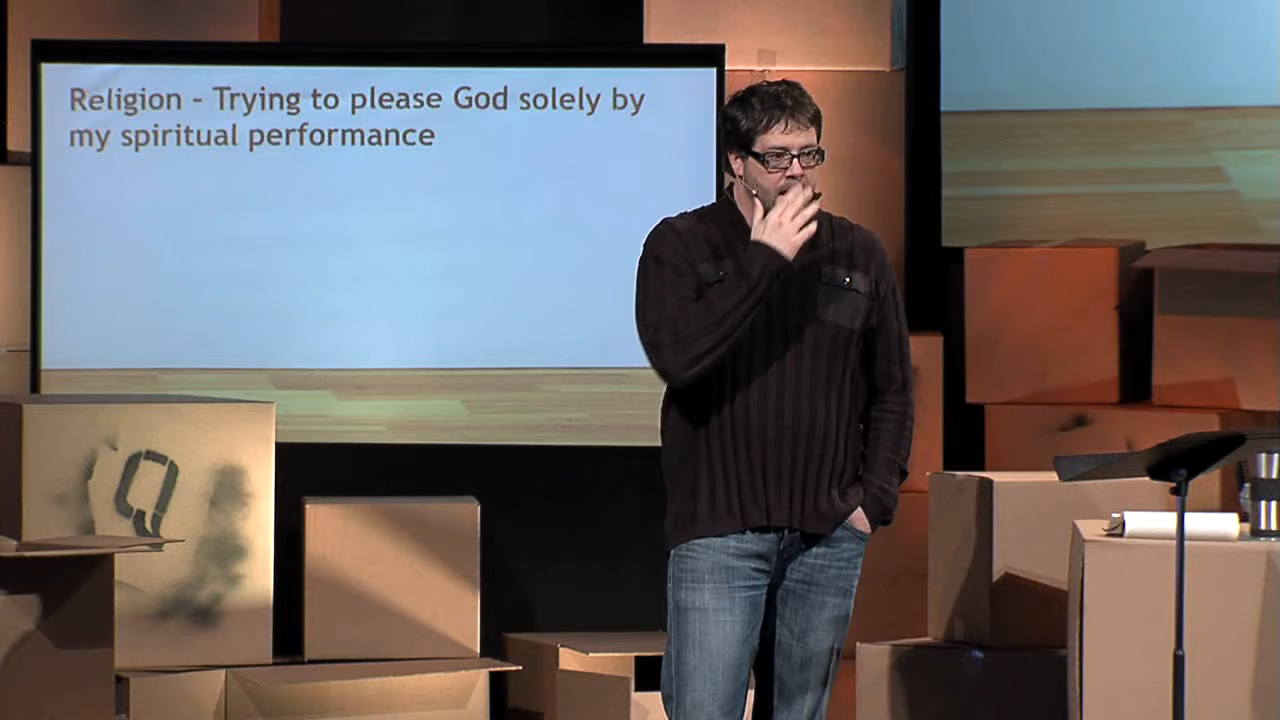 Religion - Trying to please God solely by
my spiritual performance
Q